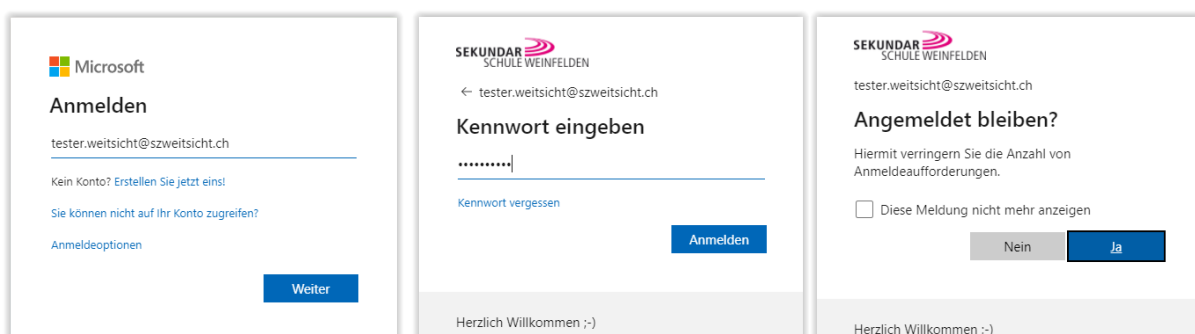 Microsoft
Anmelden
tester.weitsicht@szweitsicht.ch
Kein Konto? Erstellen Sie jetzt eins!
Sie können nicht auf Ihr Konto zugreifen?
Anmeldeoptionen
Weiter
SEKUNDAR
SCHULE WEINFELDEN
← tester.weitsicht@szweitsicht.ch
Kennwort eingeben
••••••••••
Kennwort vergessen
Anmelden
Herzlich Willkommen ;-)
SEKUNDAR
SCHULE WEINFELDEN
tester.weitsicht@szweitsicht.ch
Angemeldet bleiben?
Hiermit verringern Sie die Anzahl von
Anmeldeaufforderungen.
Diese Meldung nicht mehr anzeigen
Nein
Ja
Herzlich Willkommen ;-)